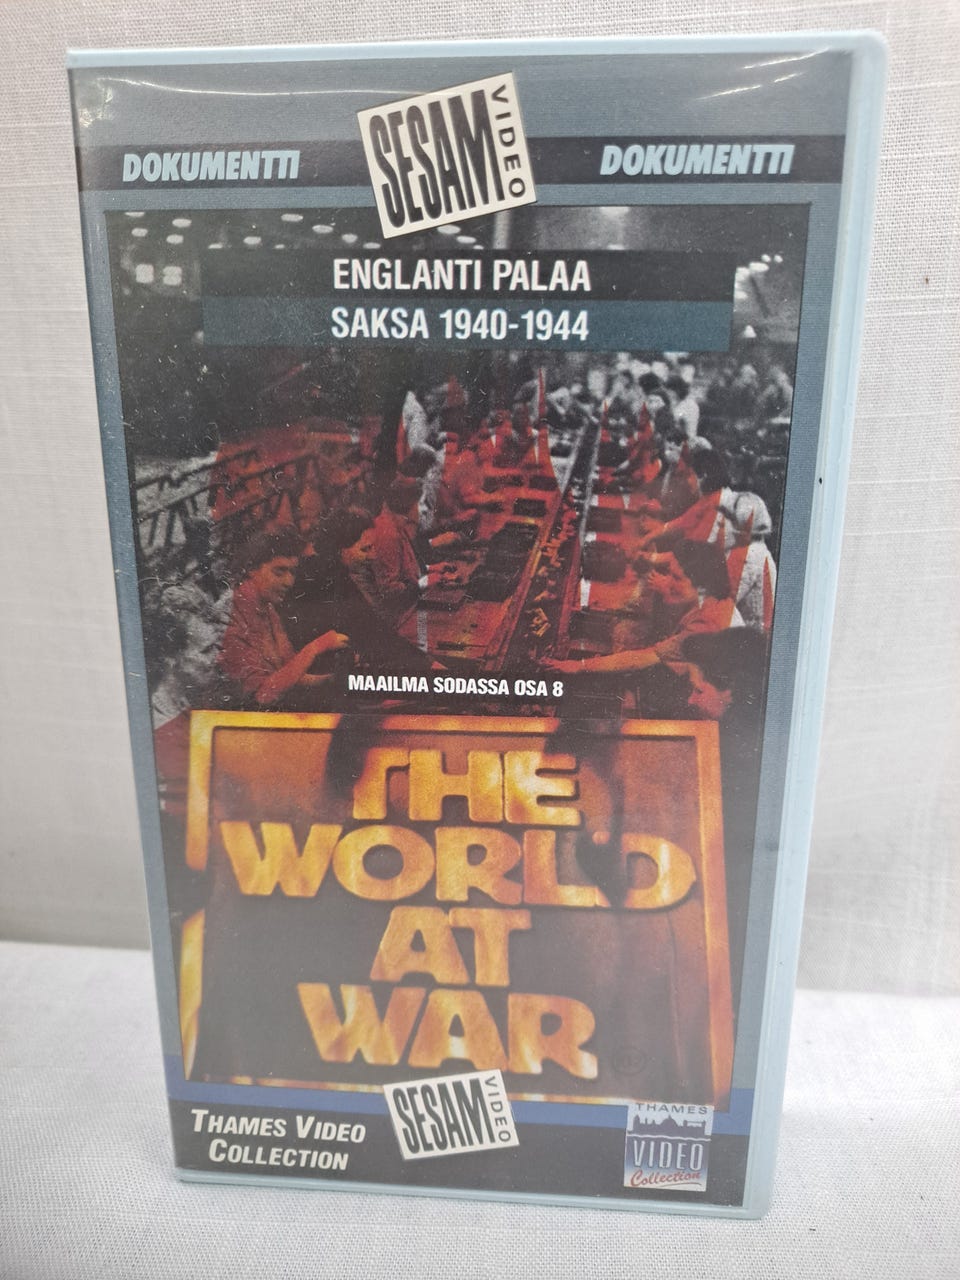 SESAM VIDEO
DOKUMENTTI
DOKUMENTTI
ENGLANTI PALAA
SAKSA 1940-1944
MAAILMA SODASSA OSA 8
THE
WORLD
AT
WAR
THAMES VIDEO
COLLECTION
SESAM VIDEO
THAMES
VIDEO
Collection